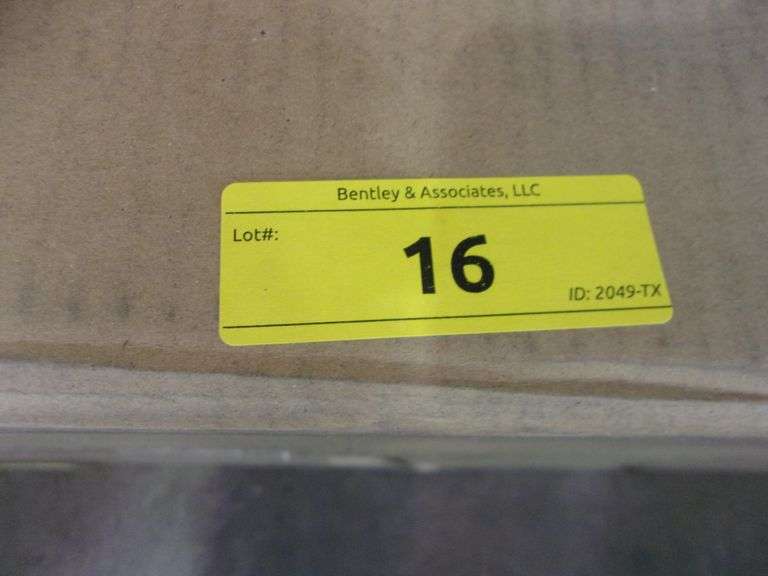 Bentley & Associates, LLC
Lot#:
16
ID: 2049-TX